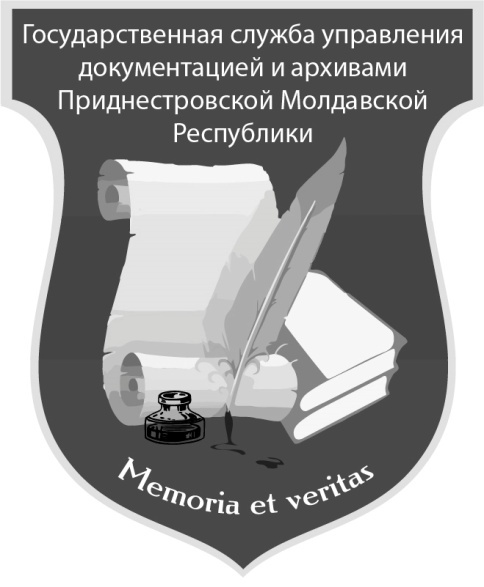 Государственная служба управления
документацией и архивами
Приднестровской Молдавской
Республики
Memoria et veritas